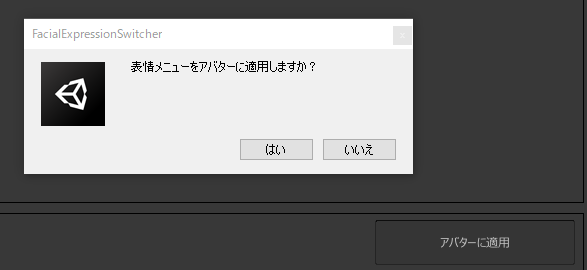 FacialExpressionSwitcher
x
表情メニューをアバターに適用しますか？
はい
いいえ
アバターに適用